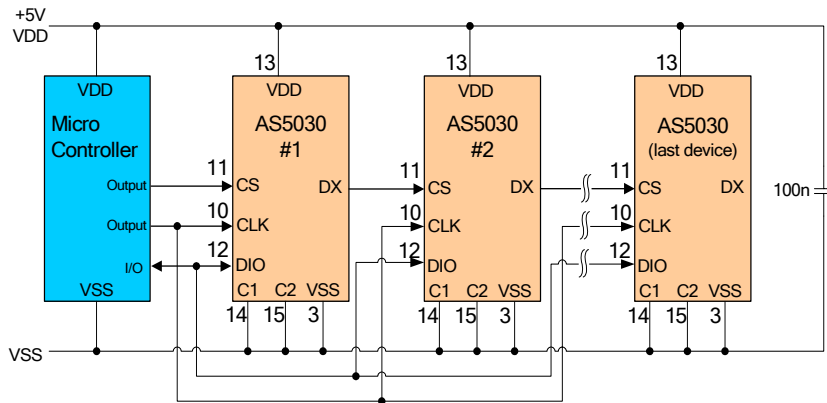 +5V
VDD
13
13
13
VDD
VDD
VDD
VDD
Micro
Controller
AS5030
#1
AS5030
#2
AS5030
(last device)
11
11
11
Output
CS
DX
CS
DX
CS
DX
100n
10
10
10
Output
CLK
CLK
CLK
12
12
12
I/O
DIO
DIO
DIO
VSS
C1
C2
VSS
C1
C2
VSS
C1
C2
VSS
14
15
3
14
15
3
14
15
3
VSS